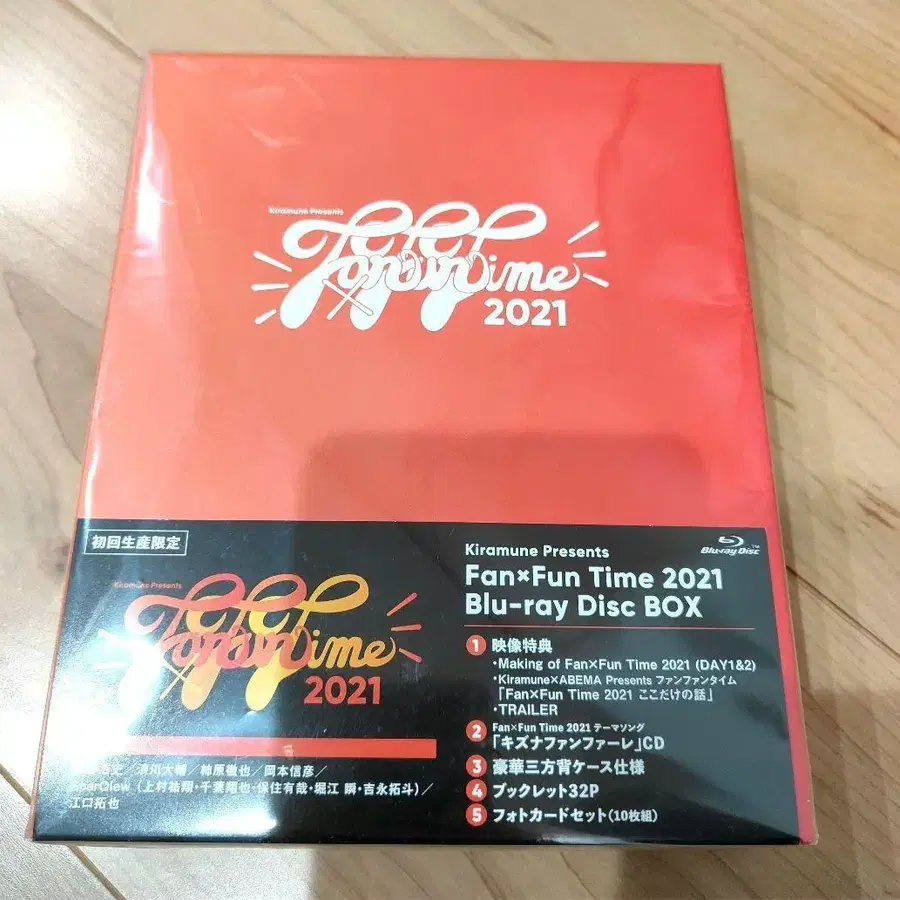 Kiramune Presents
Fan×Fun Time
2021
初回生産限定
Kiramune Presents
Fan×Fun Time
2021
浩史／浪川大輔／柿原徹也／岡本信彦／
SparQlew（上村祐翔・千葉翔也・保住有哉・堀江 瞬・吉永拓斗）／
江口拓也
Blu-ray Disc™
Kiramune Presents
Fan×Fun Time 2021
Blu-ray Disc BOX
1 映像特典
・Making of Fan×Fun Time 2021 (DAY1&2)
・Kiramune×ABEMA Presents ファンファンタイム
「Fan×Fun Time 2021 ここだけの話」
・TRAILER
2 Fan×Fun Time 2021 テーマソング
「キズナファンファーレ」CD
3 豪華三方背ケース仕様
4 ブックレット32P
5 フォトカードセット（10枚組）